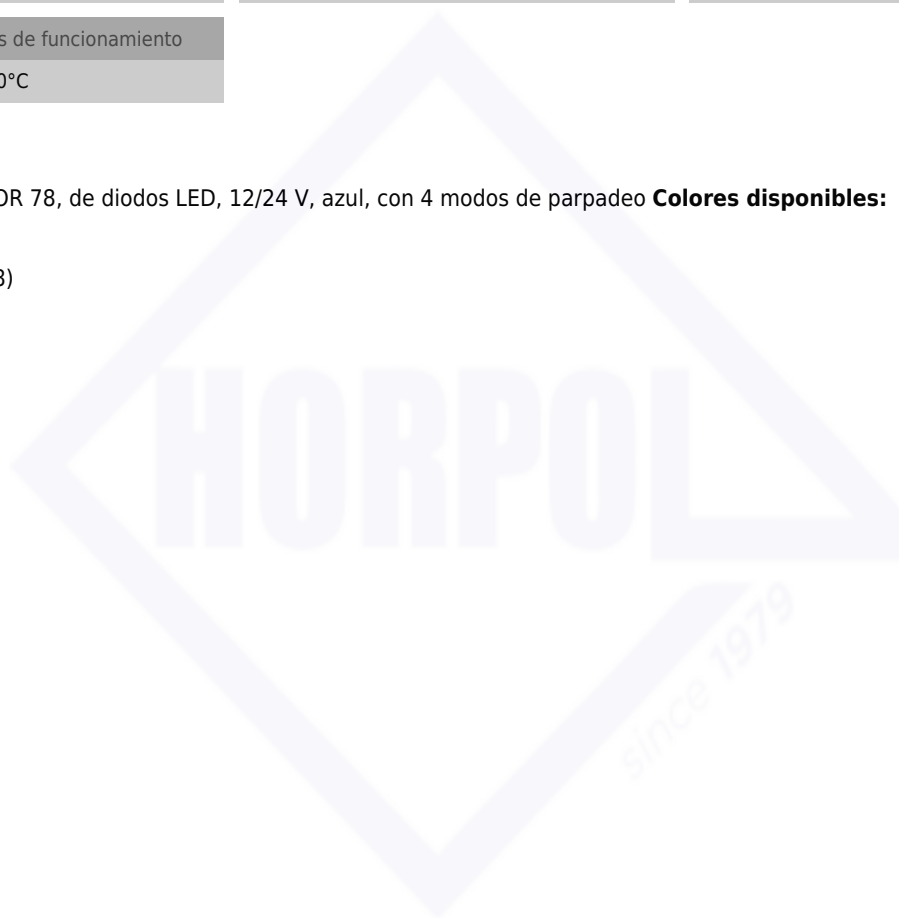 s de funcionamiento
0°C
OR 78, de diodos LED, 12/24 V, azul, con 4 modos de parpadeo Colores disponibles:
3)
HORPOL
since 1979